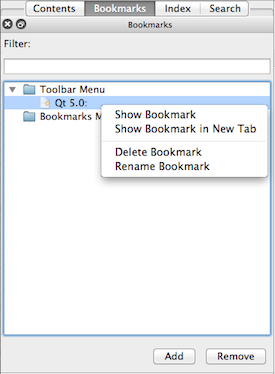 Contents Bookmarks Index Search
Bookmarks
Filter:
Toolbar Menu
Qt 5.0:
Bookmarks M
Show Bookmark
Show Bookmark in New Tab
Delete Bookmark
Rename Bookmark
Add Remove